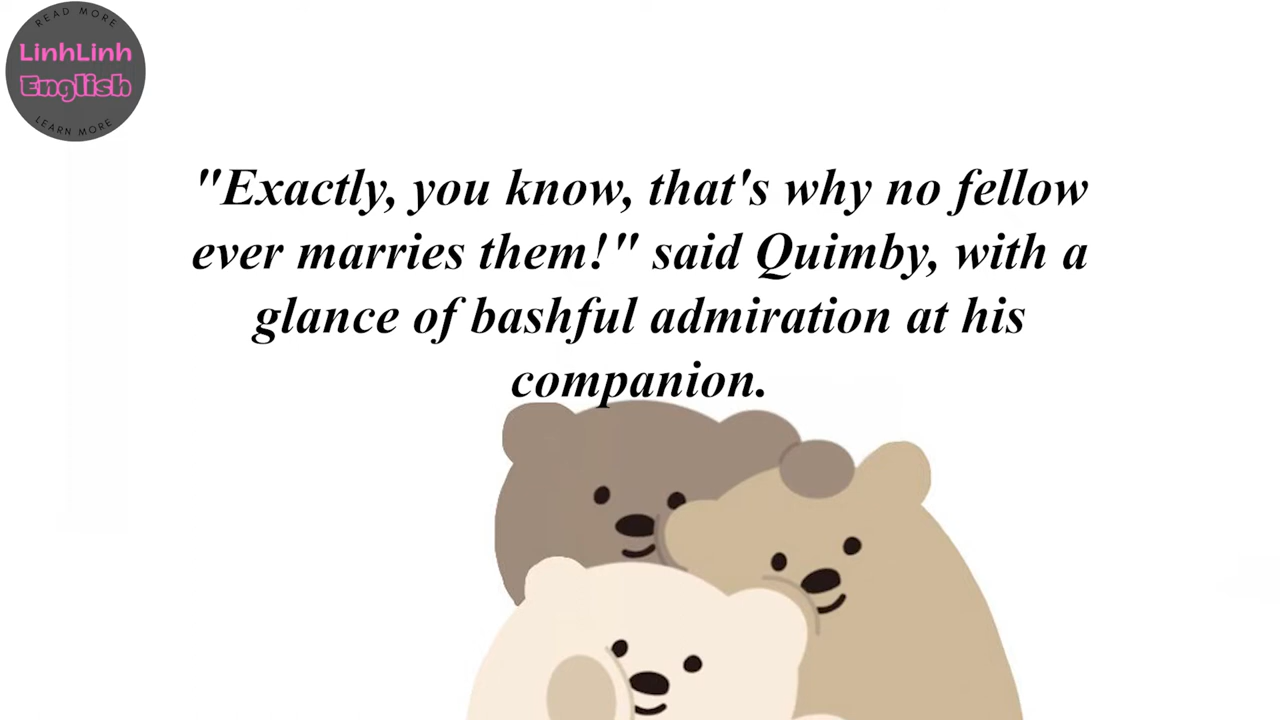 READ MORE
LinhLinh
English
LEARN MORE
"Exactly, you know, that's why no fellow
ever marries them!" said Quimby, with a
glance of bashful admiration at his
companion.